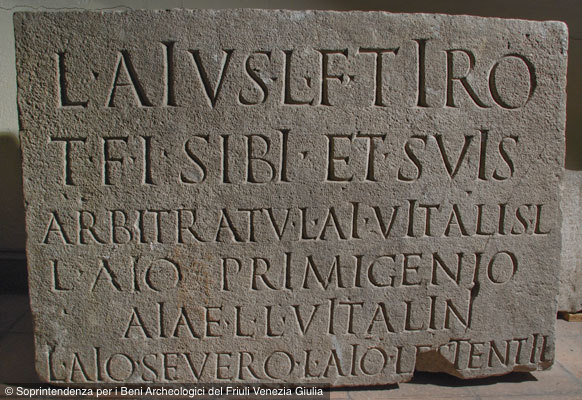 L·AIVS·L·F·TIRO
T·F·I·SIBI·ET·SVIS
ARBITRATV·L·AI·VITALIS·L
L·AIO PRIMIGENIO
AIAE·L·L·VITALIN
L·AIO·SEVERO·L·AIO
© Soprintendenza per i Beni Archeologici del Friuli Venezia Giulia